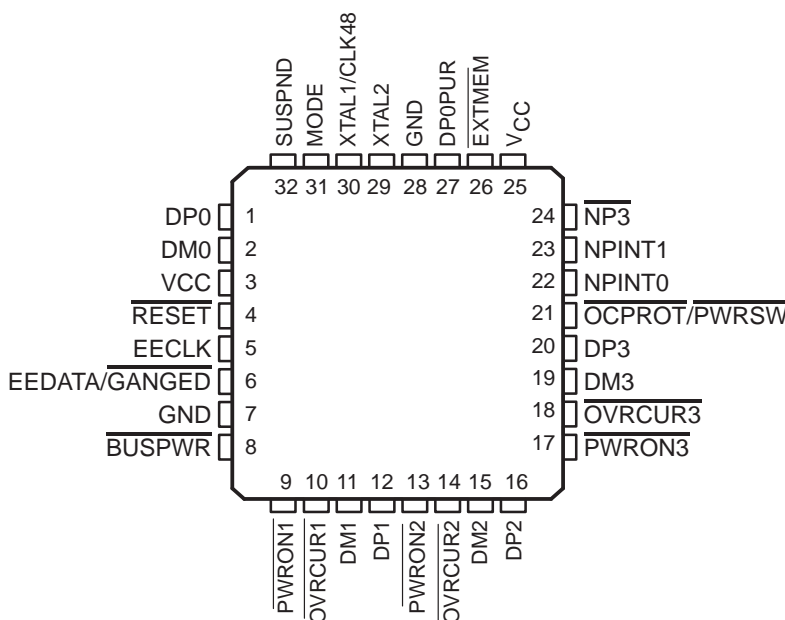 SUSPND
MODE
XTAL1/CLK48
XTAL2
GND
DP0PUR
EXTMEM
VCC
32 31 30 29 28 27 26 25
DP0 1
DM0 2
VCC 3
RESET 4
EECLK 5
EEDATA/GANGED 6
GND 7
BUSPWR 8
24 NP3
23 NPINT1
22 NPINT0
21 OCPROT/PWRSW
20 DP3
19 DM3
18 OVRCUR3
17 PWRON3
9 10 11 12 13 14 15 16
PWRON1
OVRCUR1
DM1
DP1
PWRON2
OVRCUR2
DM2
DP2